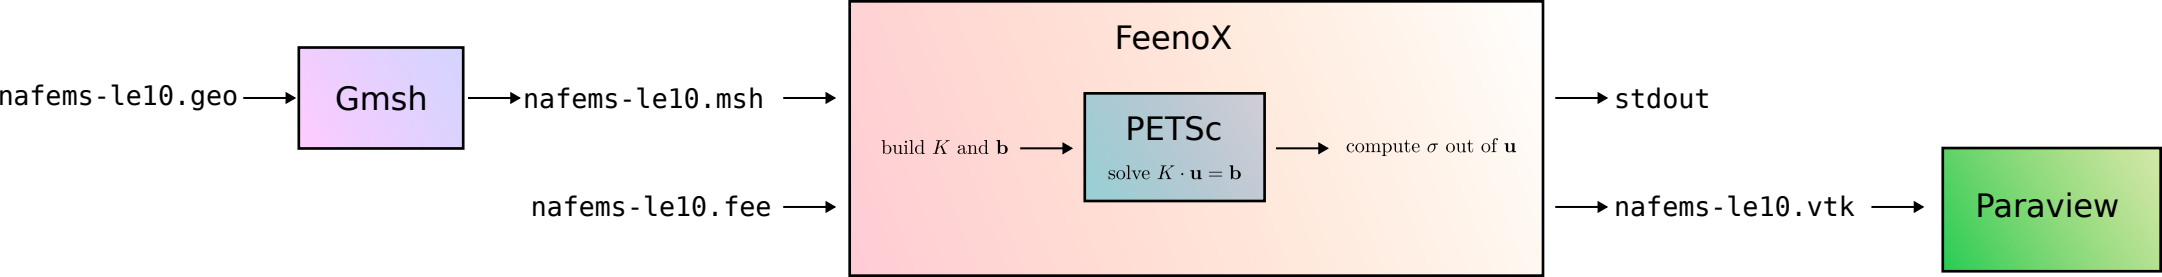 nafems-le10.geo
Gmsh
nafems-le10.msh
nafems-le10.fee
FeenoX
build K and b
PETSc
solve K · u = b
compute σ out of u
stdout
nafems-le10.vtk
Paraview